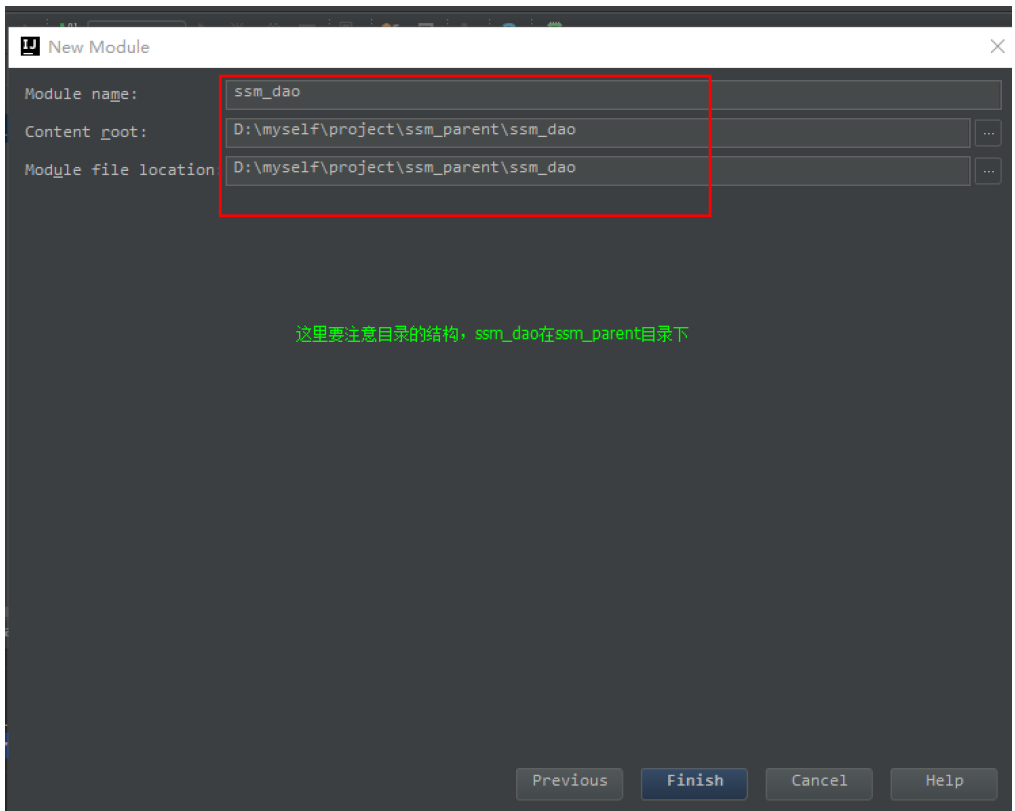 New Module
Module name: ssm_dao
Content root: D:\myself\project\ssm_parent\ssm_dao ...
Module file location: D:\myself\project\ssm_parent\ssm_dao ...
这里要注意目录的结构，ssm_dao在ssm_parent目录下
Previous Finish Cancel Help